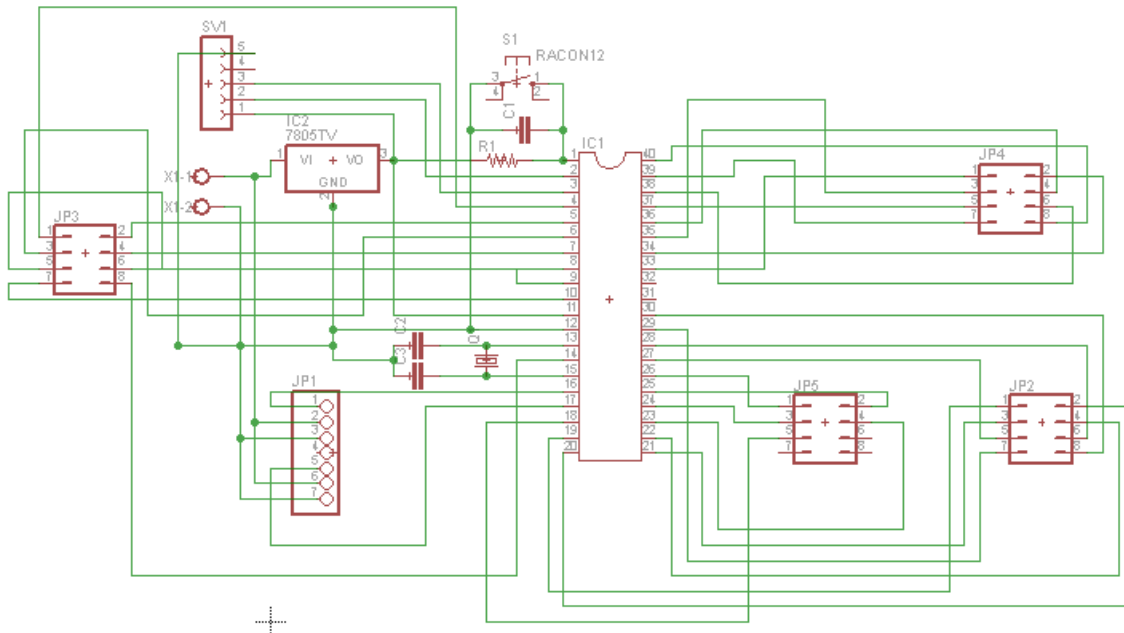 SV1
5
4
3
2
1
S1
RACON12
3 1
4 2
C1
R1
IC2
7805TV
1 VI VO 3
GND
2
X1-1
X1-2
JP3
1 2
3 4
5 6
7 8
IC1
1 40
2 39
3 38
4 37
5 36
6 35
7 34
8 33
9 32
10 31
11 30
12 29
13 28
14 27
15 26
16 25
17 24
18 23
19 22
20 21
JP4
1 2
3 4
5 6
7 8
C2
C3
JP1
1
2
3
4
5
6
7
JP5
1 2
3 4
5 6
7 8
JP2
1 2
3 4
5 6
7 8